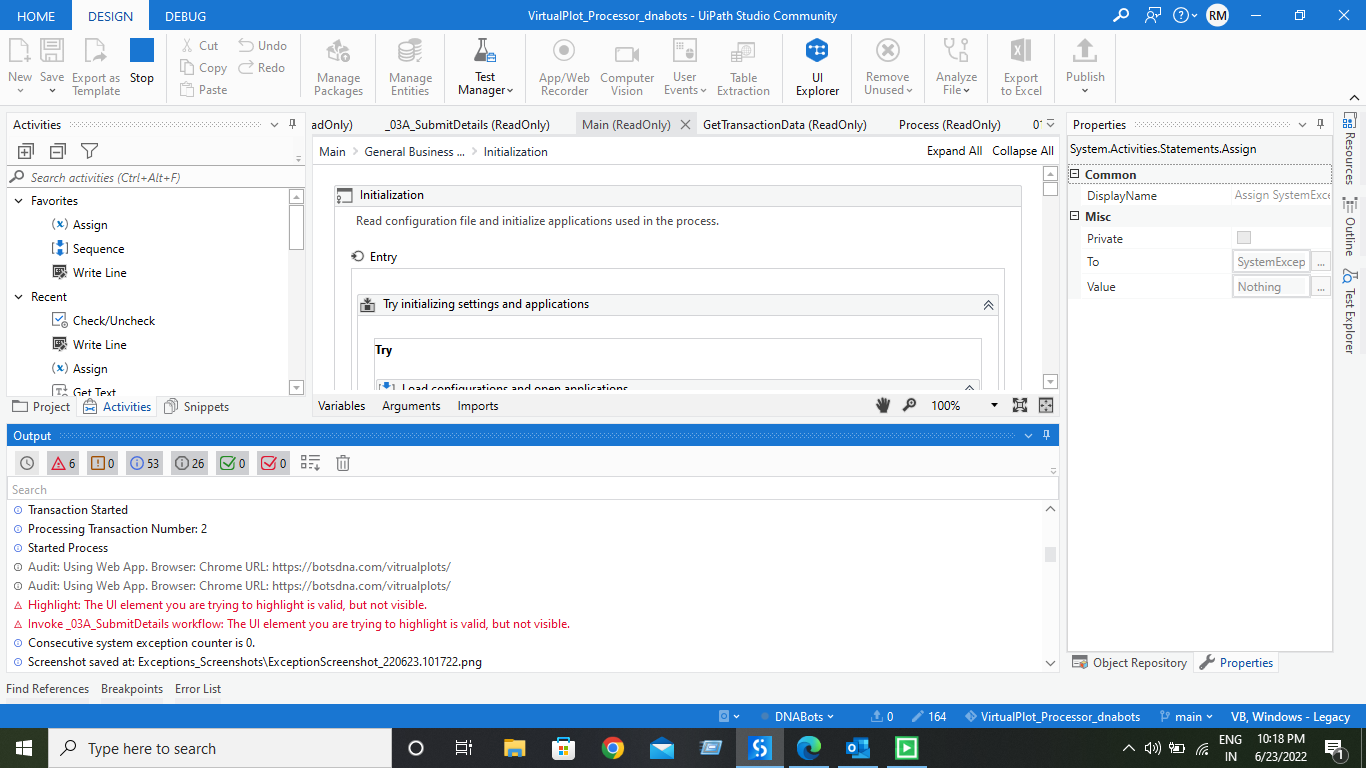 HOME DESIGN DEBUG VirtualPlot_Processor_dnabots - UiPath Studio Community RM
New Save Export as Template Stop
Cut Undo
Copy Redo
Paste
Manage Packages
Manage Entities
Test Manager
App/Web Recorder
Computer Vision
User Events
Table Extraction
UI Explorer
Remove Unused
Analyze File
Export to Excel
Publish
Activities
Search activities (Ctrl+Alt+F)
Favorites
Assign
Sequence
Write Line
Recent
Check/Uncheck
Write Line
Assign
Get Text
Project Activities Snippets
adOnly) _03A_SubmitDetails (ReadOnly) Main (ReadOnly) GetTransactionData (ReadOnly) Process (ReadOnly) 01
Main General Business ... Initialization Expand All Collapse All
Initialization
Read configuration file and initialize applications used in the process.
Entry
Try initializing settings and applications
Try
Load configurations and open applications
Variables Arguments Imports 100%
Properties
System.Activities.Statements.Assign
Common
DisplayName Assign SystemExce
Misc
Private
To SystemExcep ...
Value Nothing ...
Object Repository Properties
Resources
Outline
Test Explorer
Output
6 0 53 26 0 0
Search
Transaction Started
Processing Transaction Number: 2
Started Process
Audit: Using Web App. Browser: Chrome URL: https://botsdna.com/vitrualplots/
Audit: Using Web App. Browser: Chrome URL: https://botsdna.com/vitrualplots/
Highlight: The UI element you are trying to highlight is valid, but not visible.
Invoke _03A_SubmitDetails workflow: The UI element you are trying to highlight is valid, but not visible.
Consecutive system exception counter is 0.
Screenshot saved at: Exceptions_Screenshots\ExceptionScreenshot_220623.101722.png
Find References Breakpoints Error List
DNABots 0 164 VirtualPlot_Processor_dnabots main VB, Windows - Legacy
Type here to search
ENG 10:18 PM
IN 6/23/2022
1